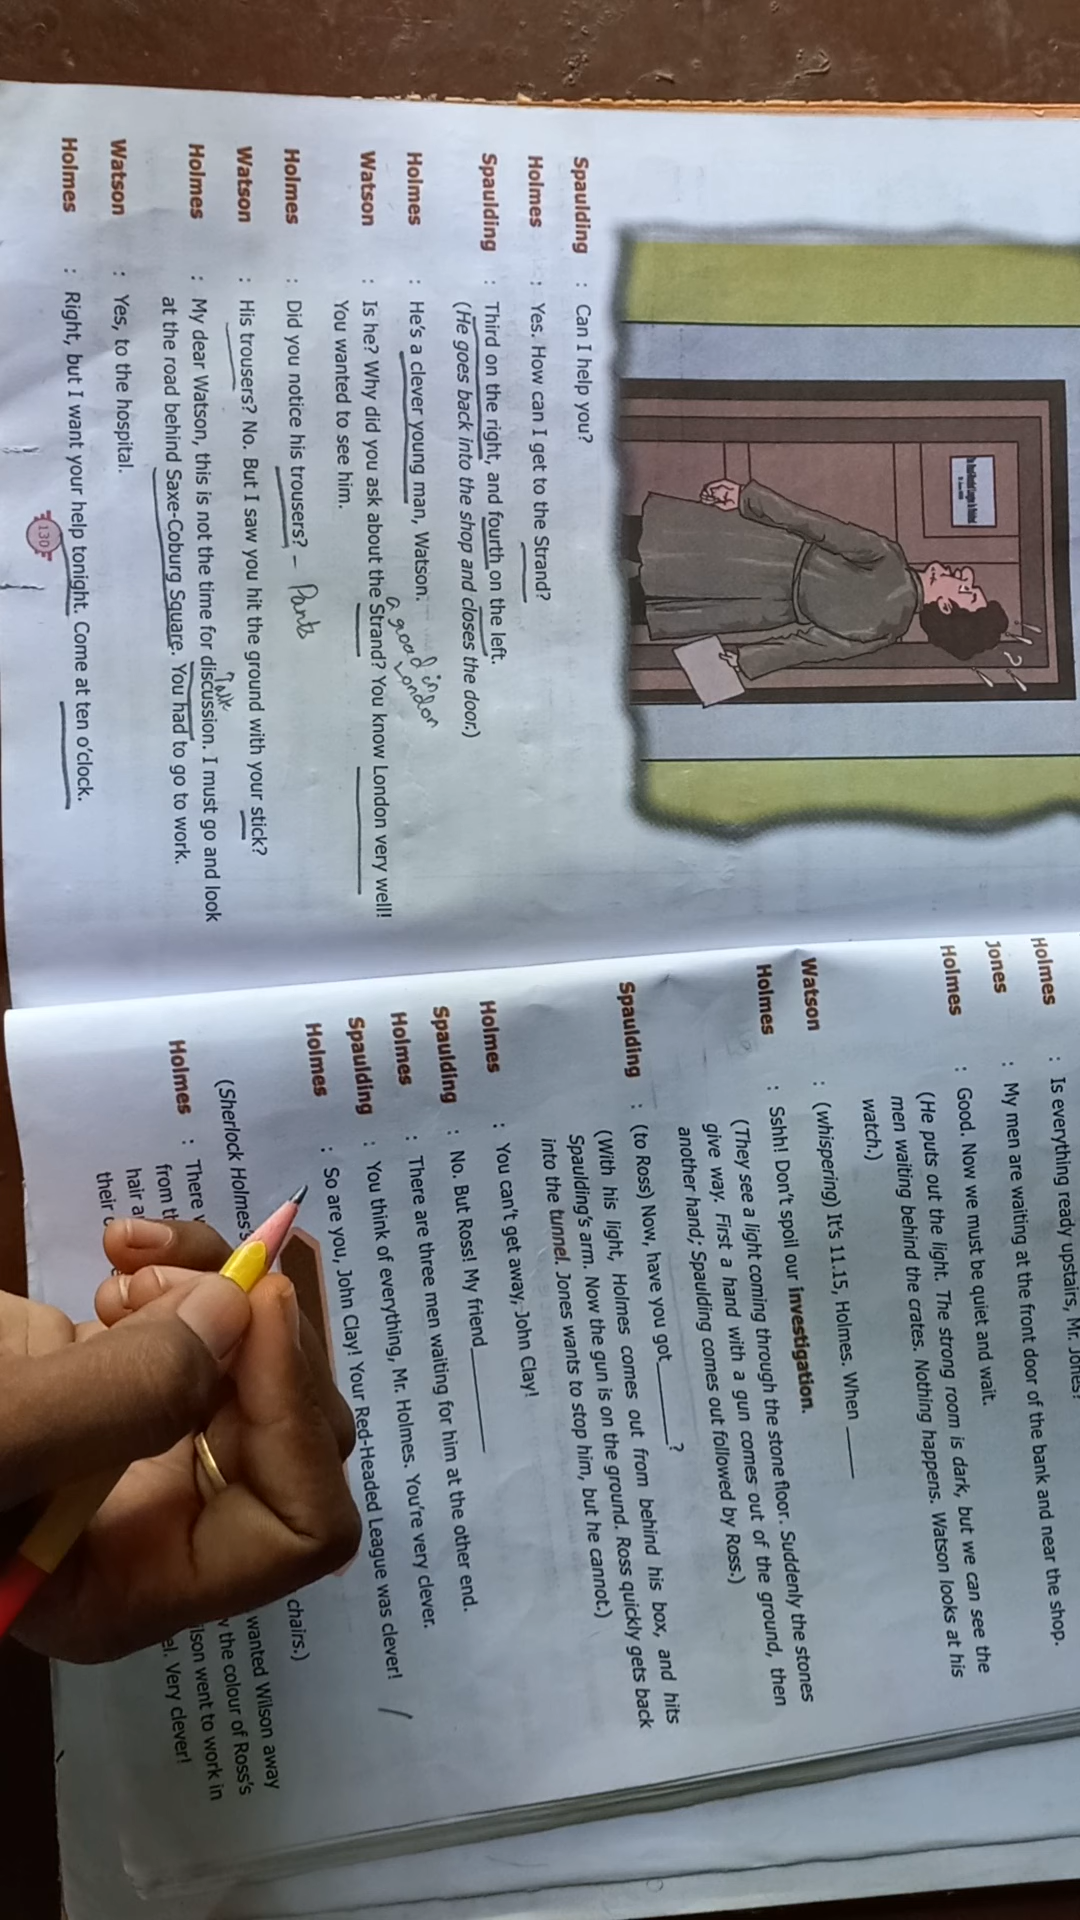 Spaulding : Can I help you?
Holmes : Yes. How can I get to the Strand?
Spaulding : Third on the right, and fourth on the left.
(He goes back into the shop and closes the door.)
Holmes : He's a clever young man, Watson.
a good in
London
Watson : Is he? Why did you ask about the Strand? You know London very well!
You wanted to see him.
Holmes : Did you notice his trousers? – Pants
Watson : His trousers? No. But I saw you hit the ground with your stick?
Talk
Holmes : My dear Watson, this is not the time for discussion. I must go and look
at the road behind Saxe-Coburg Square. You had to go to work.
Watson : Yes, to the hospital.
Holmes : Right, but I want your help tonight. Come at ten o'clock.
130
Holmes : Is everything ready upstairs, Mr. Jones?
Jones : My men are waiting at the front door of the bank and near the shop.
Holmes : Good. Now we must be quiet and wait.
(He puts out the light. The strong room is dark, but we can see the
men waiting behind the crates. Nothing happens. Watson looks at his
watch.)
Watson : (whispering) It's 11.15, Holmes. When ______
Holmes : Sshh! Don't spoil our investigation.
(They see a light coming through the stone floor. Suddenly the stones
give way. First a hand with a gun comes out of the ground, then
another hand; Spaulding comes out followed by Ross.)
Spaulding : (to Ross) Now, have you got________?
(With his light, Holmes comes out from behind his box, and hits
Spaulding's arm. Now the gun is on the ground. Ross quickly gets back
into the tunnel. Jones wants to stop him, but he cannot.)
Holmes : You can't get away, John Clay!
Spaulding : No. But Ross! My friend________
Holmes : There are three men waiting for him at the other end.
Spaulding : You think of everything, Mr. Holmes. You're very clever.
Holmes : So are you, John Clay! Your Red-Headed League was clever!
(Sherlock Holmes's chairs.)
Holmes : There wanted Wilson away
from the colour of Ross's
hair went to work in
their Very clever!